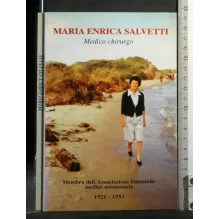 MARIA ENRICA SALVETTI
Medico chirurgo
Membro dell'Associazione femminile
medico missionaria
1921 - 1993